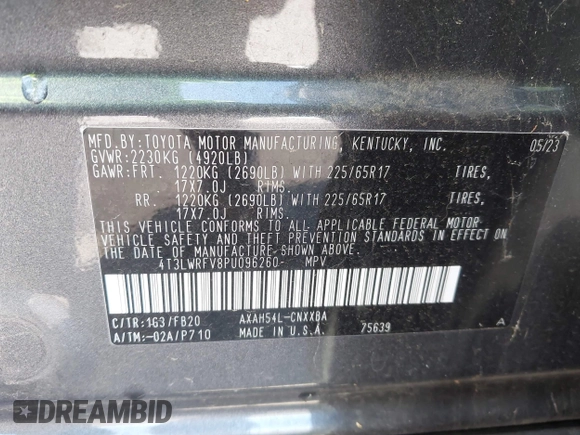 MFD. BY: TOYOTA MOTOR MANUFACTURING, KENTUCKY, INC. 05/23
GVWR: 2230KG (4920LB)
GAWR: FRT. 1220KG (2690LB) WITH 225/65R17 TIRES,
17X7.0J RIMS.
RR. 1220KG (2690LB) WITH 225/65R17 TIRES,
17X7.0J RIMS.
THIS VEHICLE CONFORMS TO ALL APPLICABLE FEDERAL MOTOR
VEHICLE SAFETY AND THEFT PREVENTION STANDARDS IN EFFECT ON
THE DATE OF MANUFACTURE SHOWN ABOVE.
4T3LWRFV8PU096260- MPV
C/TR: 1G3/FB20 AXAH54L-CNXXBA 75639 A
A/TM: -02A/P710
DREAMBID